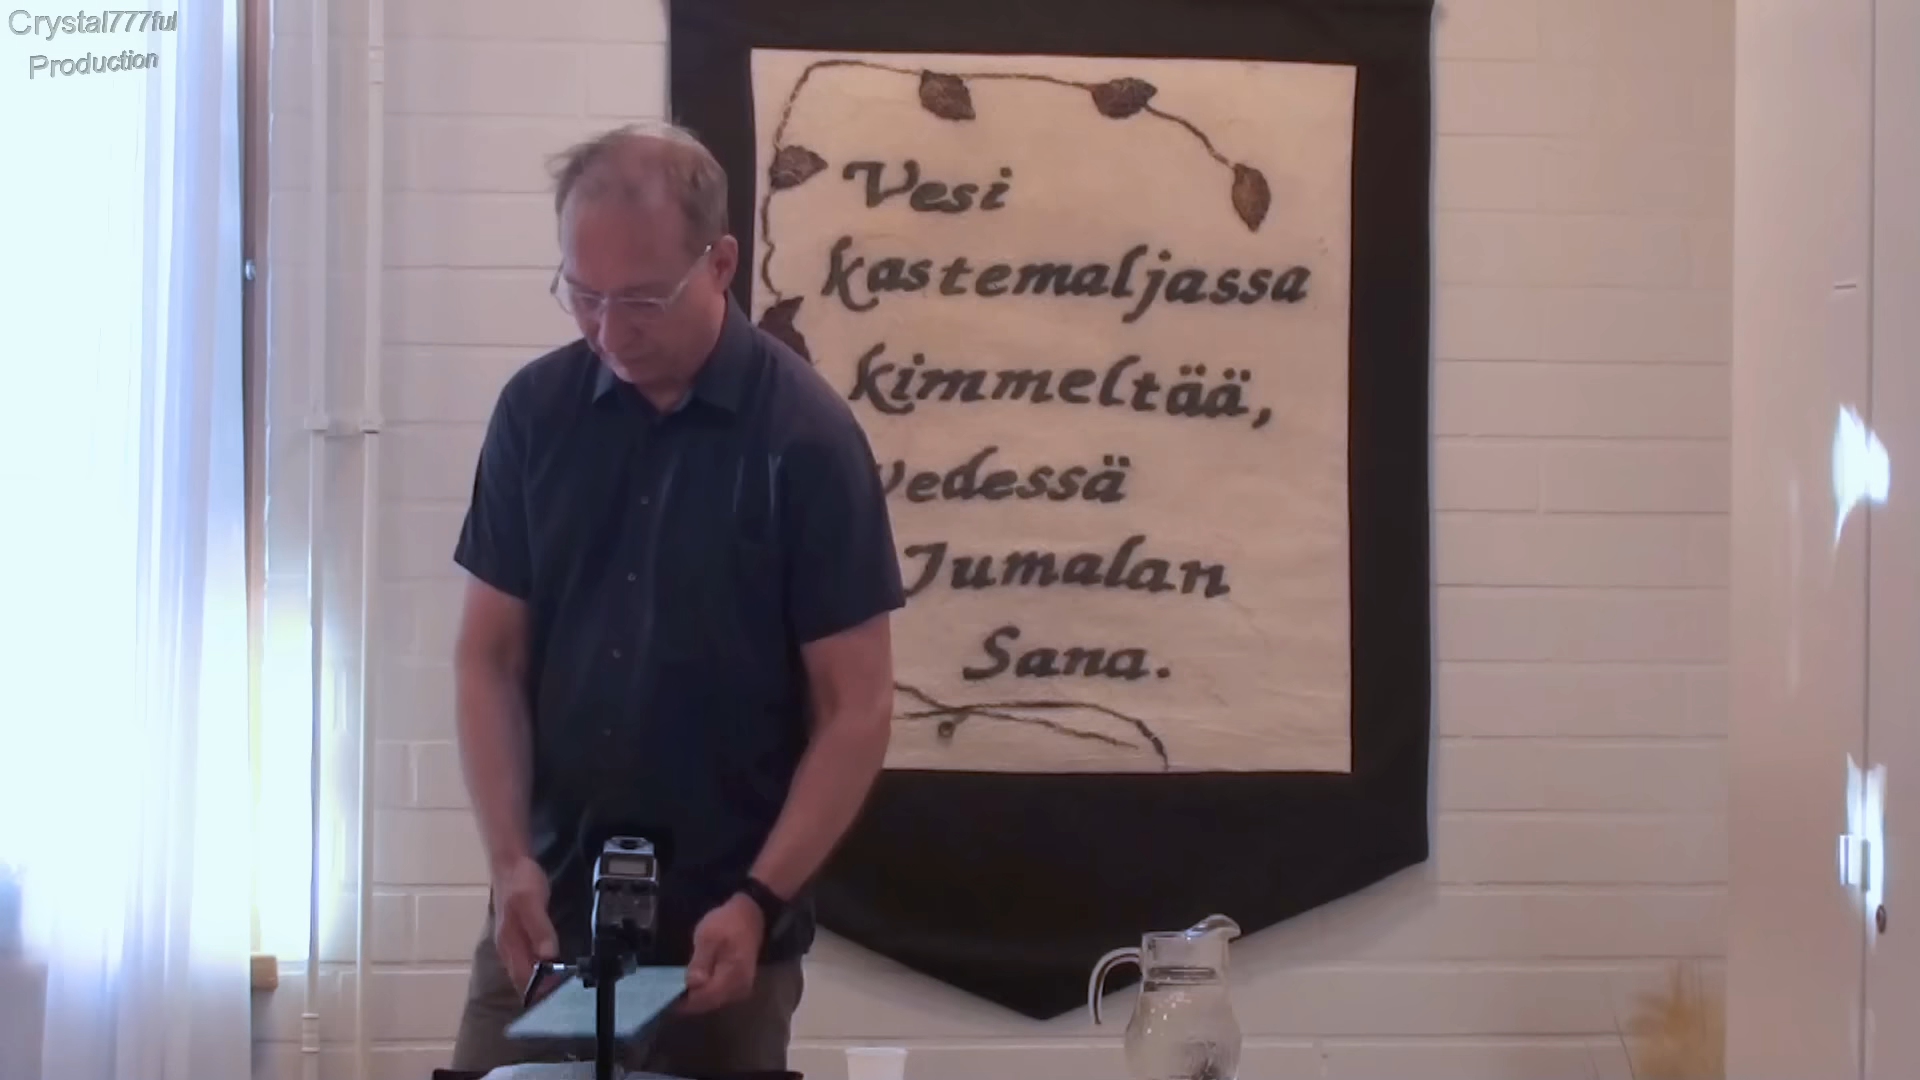 Crystal777ful
Production
Vesi
kastemaljassa
kimmeltää,
vedessä
Jumalan
Sana.